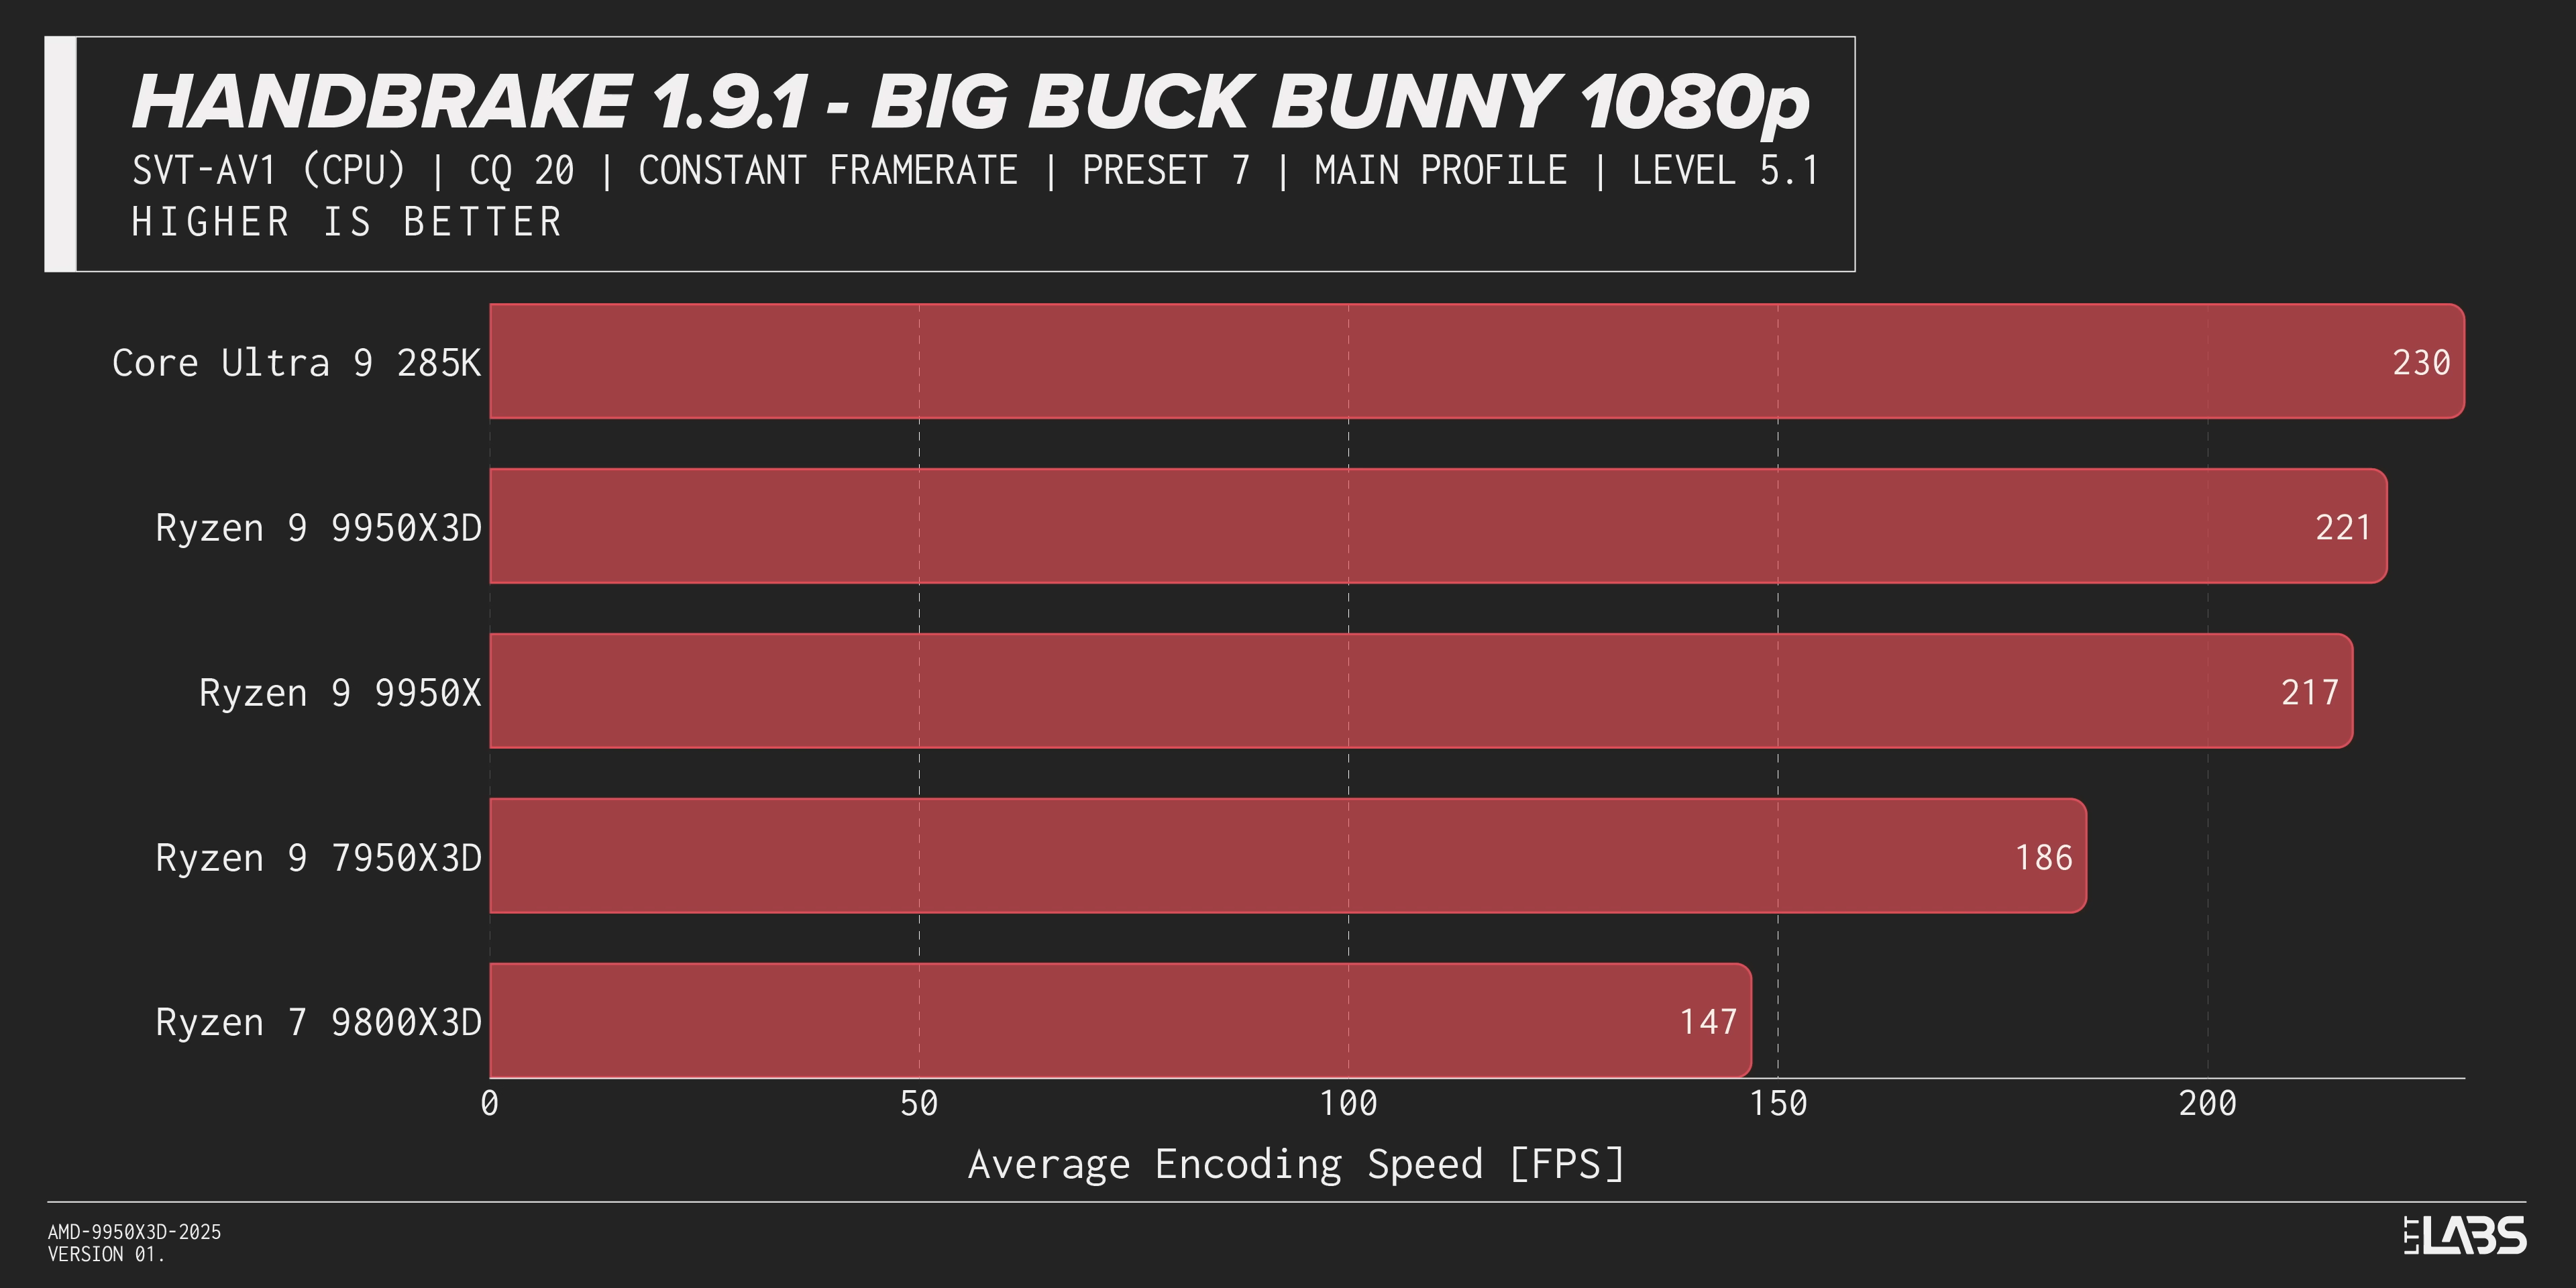 HANDBRAKE 1.9.1 - BIG BUCK BUNNY 1080p
SVT-AV1 (CPU) | CQ 20 | CONSTANT FRAMERATE | PRESET 7 | MAIN PROFILE | LEVEL 5.1
HIGHER IS BETTER
Core Ultra 9 285K 230
Ryzen 9 9950X3D 221
Ryzen 9 9950X 217
Ryzen 9 7950X3D 186
Ryzen 7 9800X3D 147
0 50 100 150 200
Average Encoding Speed [FPS]
AMD-9950X3D-2025
VERSION 01.
LTT LABS